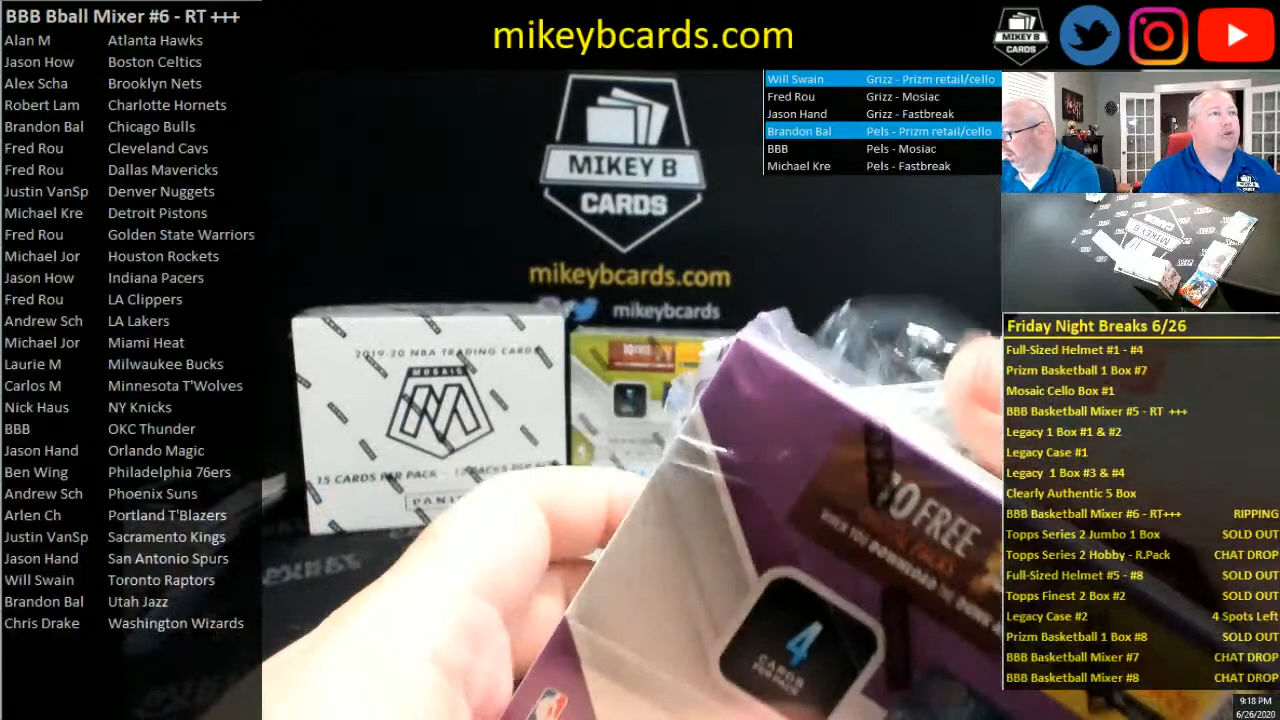 BBB Bball Mixer #6 - RT +++
Alan M Atlanta Hawks
Jason How Boston Celtics
Alex Scha Brooklyn Nets
Robert Lam Charlotte Hornets
Brandon Bal Chicago Bulls
Fred Rou Cleveland Cavs
Fred Rou Dallas Mavericks
Justin VanSp Denver Nuggets
Michael Kre Detroit Pistons
Fred Rou Golden State Warriors
Michael Jor Houston Rockets
Jason How Indiana Pacers
Fred Rou LA Clippers
Andrew Sch LA Lakers
Michael Jor Miami Heat
Laurie M Milwaukee Bucks
Carlos M Minnesota T'Wolves
Nick Haus NY Knicks
BBB OKC Thunder
Jason Hand Orlando Magic
Ben Wing Philadelphia 76ers
Andrew Sch Phoenix Suns
Arlen Ch Portland T'Blazers
Justin VanSp Sacramento Kings
Jason Hand San Antonio Spurs
Will Swain Toronto Raptors
Brandon Bal Utah Jazz
Chris Drake Washington Wizards
mikeybcards.com
MIKEY B
CARDS
Will Swain Grizz - Prizm retail/cello
Fred Rou Grizz - Mosiac
Jason Hand Grizz - Fastbreak
Brandon Bal Pels - Prizm retail/cello
BBB Pels - Mosiac
Michael Kre Pels - Fastbreak
MIKEY B
CARDS
mikeybcards.com
mikeybcards
2019-20 NBA TRADING CARDS
MOSAIC
15 CARDS PER PACK
PANINI
10 FREE
WHEN YOU DOWNLOAD THE
4
CARDS
PER PACK
Friday Night Breaks 6/26
Full-Sized Helmet #1 - #4
Prizm Basketball 1 Box #7
Mosaic Cello Box #1
BBB Basketball Mixer #5 - RT +++
Legacy 1 Box #1 & #2
Legacy Case #1
Legacy 1 Box #3 & #4
Clearly Authentic 5 Box
BBB Basketball Mixer #6 - RT+++ RIPPING
Topps Series 2 Jumbo 1 Box SOLD OUT
Topps Series 2 Hobby - R.Pack CHAT DROP
Full-Sized Helmet #5 - #8 SOLD OUT
Topps Finest 2 Box #2 SOLD OUT
Legacy Case #2 4 Spots Left
Prizm Basketball 1 Box #8 SOLD OUT
BBB Basketball Mixer #7 CHAT DROP
BBB Basketball Mixer #8 CHAT DROP
9:18 PM
6/26/2020